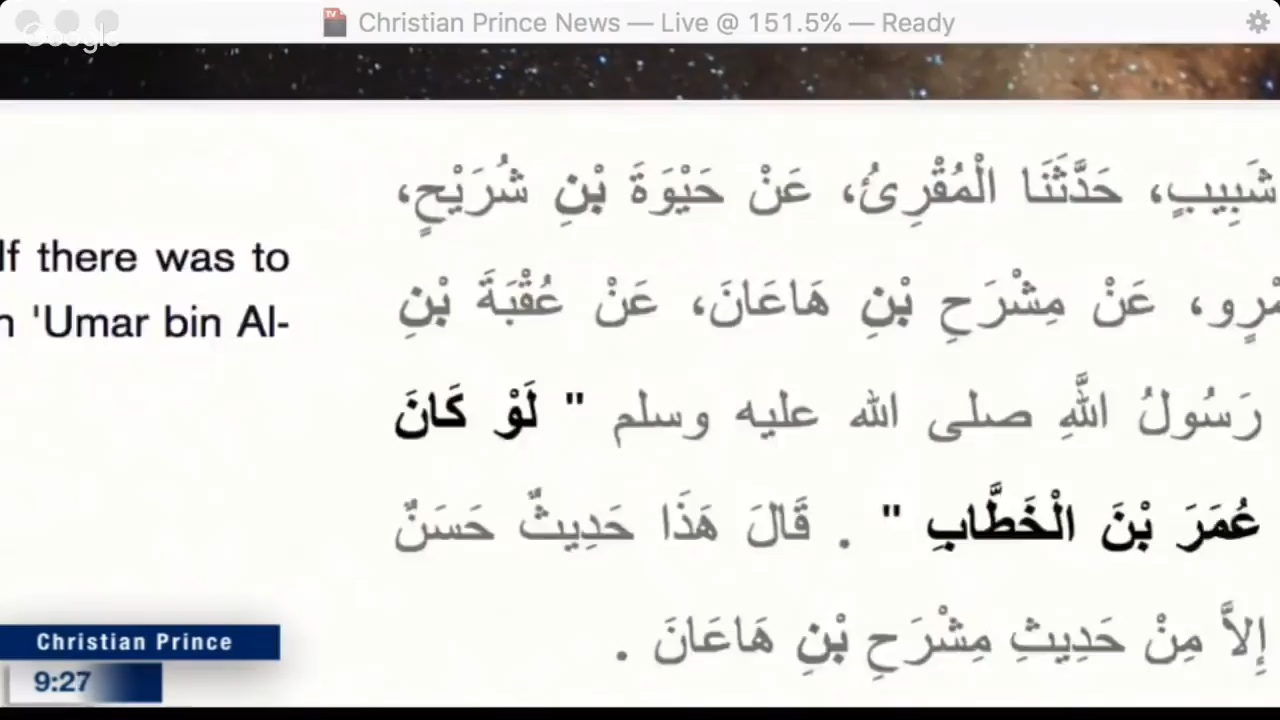 Christian Prince News — Live @ 151.5% — Ready
Google
شَبِيبٍ، حَدَّثَنَا الْمُقْرِئُ، عَنْ حَيْوَةَ بْنِ شُرَيْحٍ،
If there was to
عَنْ مِشْرَحِ بْنِ هَاعَانَ، عَنْ عُقْبَةَ بْنِ
'Umar bin Al-
رَسُولُ اللَّهِ صلى الله عليه وسلم " لَوْ كَانَ
عُمَرَ بْنَ الْخَطَّابِ " . قَالَ هَذَا حَدِيثٌ حَسَنٌ
إِلاَّ مِنْ حَدِيثِ مِشْرَحِ بْنِ هَاعَانَ .
Christian Prince
9:27